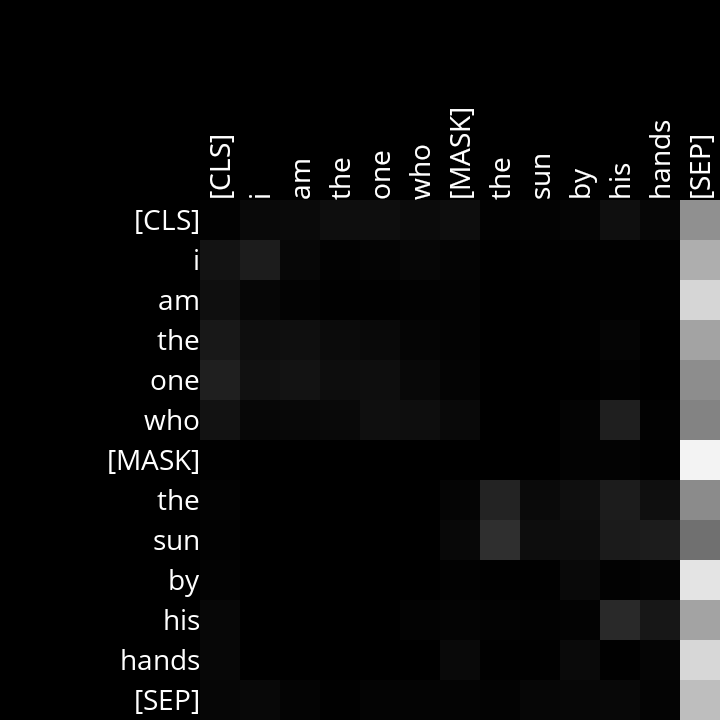 [CLS] i am the one who [MASK] the sun by his hands [SEP]
[CLS]
i
am
the
one
who
[MASK]
the
sun
by
his
hands
[SEP]